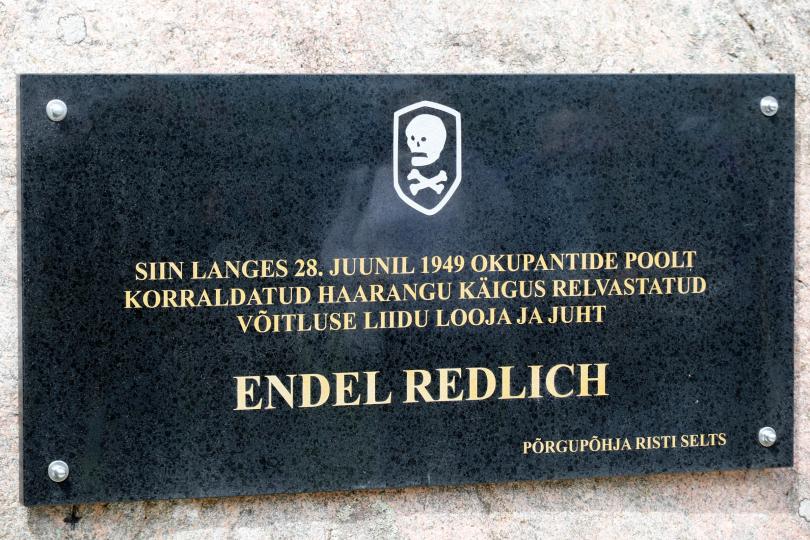 SIIN LANGES 28. JUUNIL 1949 OKUPANTIDE POOLT
KORRALDATUD HAARANGU KÄIGUS RELVASTATUD
VÕITLUSE LIIDU LOOJA JA JUHT
ENDEL REDLICH
PÕRGUPÕHJA RISTI SELTS